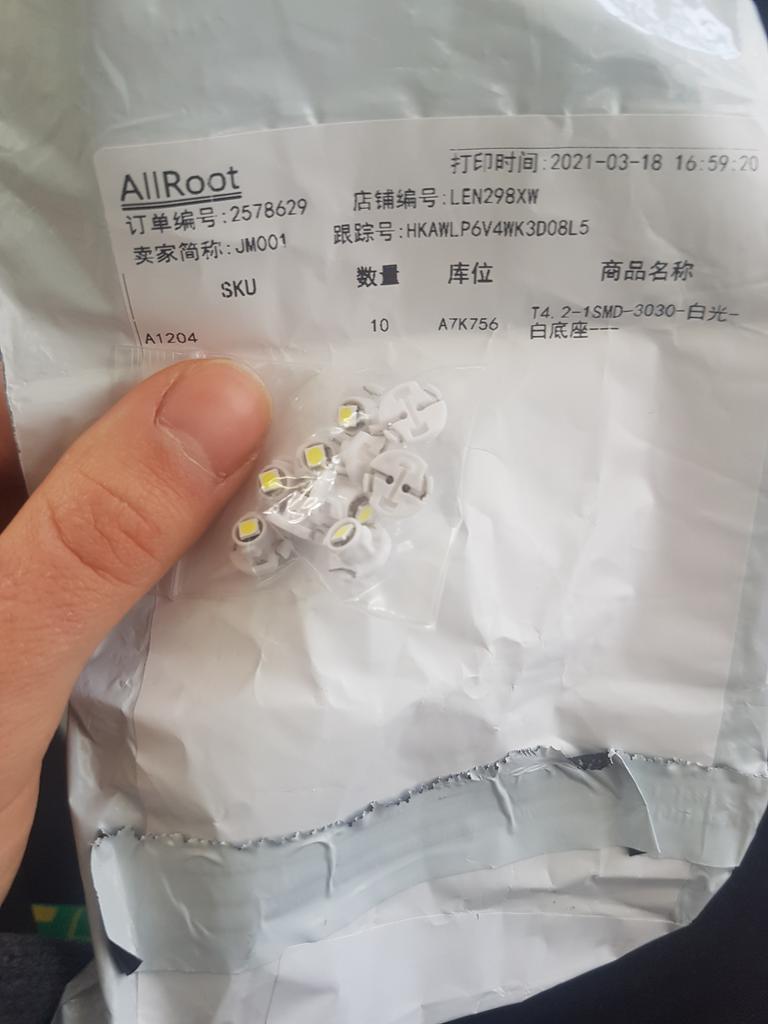 AllRoot
打印时间:2021-03-18 16:59:20
订单编号:2578629
店铺编号:LEN298XW
卖家简称:JM001
跟踪号:HKAWLP6V4WK3D08L5
SKU 数量 库位 商品名称
A1204 10 A7K756 T4.2-1SMD-3030-白光-
白底座---